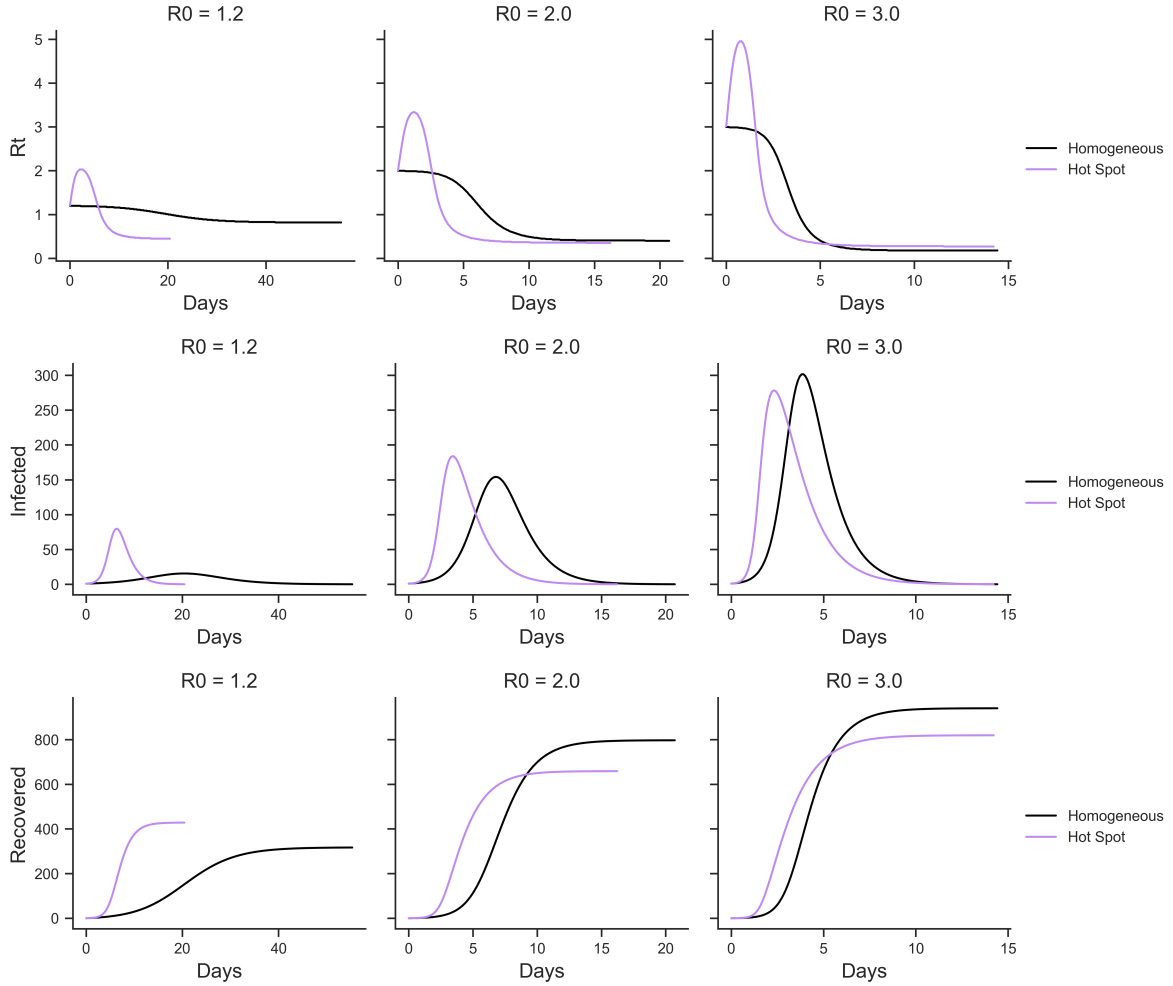 R0 = 1.2 R0 = 2.0 R0 = 3.0
5
4
3
2
1
0
Rt
0 20 40 0 5 10 15 20 0 5 10 15
Days Days Days
Homogeneous
Hot Spot
R0 = 1.2 R0 = 2.0 R0 = 3.0
300
250
200
150
100
50
0
Infected
0 20 40 0 5 10 15 20 0 5 10 15
Days Days Days
Homogeneous
Hot Spot
R0 = 1.2 R0 = 2.0 R0 = 3.0
800
600
400
200
0
Recovered
0 20 40 0 5 10 15 20 0 5 10 15
Days Days Days
Homogeneous
Hot Spot